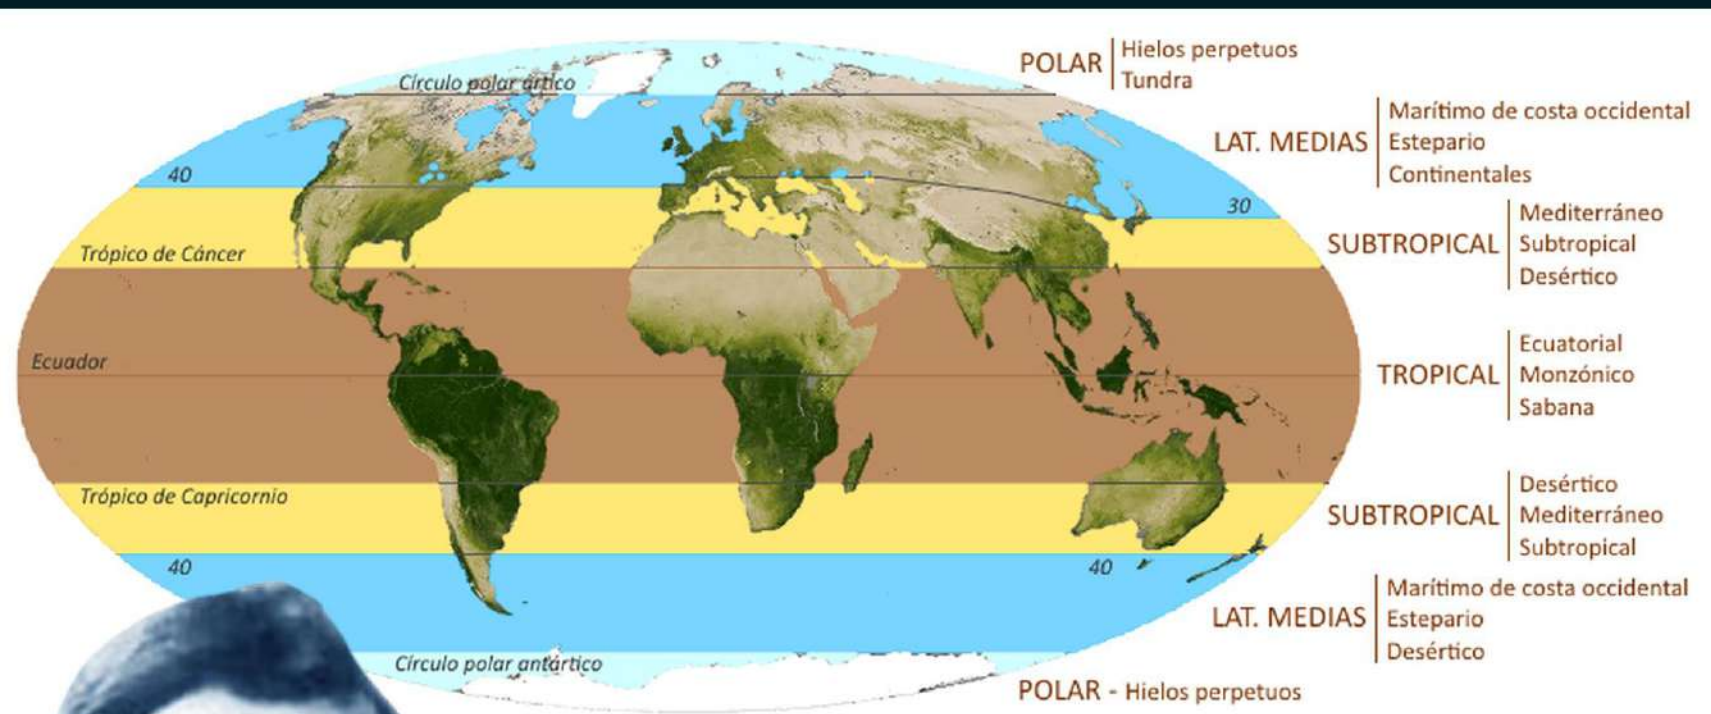 POLAR
Hielos perpetuos
Tundra
Círculo polar ártico
LAT. MEDIAS
Marítimo de costa occidental
Estepario
Continentales
40
30
SUBTROPICAL
Mediterráneo
Subtropical
Desértico
Trópico de Cáncer
TROPICAL
Ecuatorial
Monzónico
Sabana
Ecuador
SUBTROPICAL
Desértico
Mediterráneo
Subtropical
Trópico de Capricornio
40
40
LAT. MEDIAS
Marítimo de costa occidental
Estepario
Desértico
Círculo polar antártico
POLAR - Hielos perpetuos